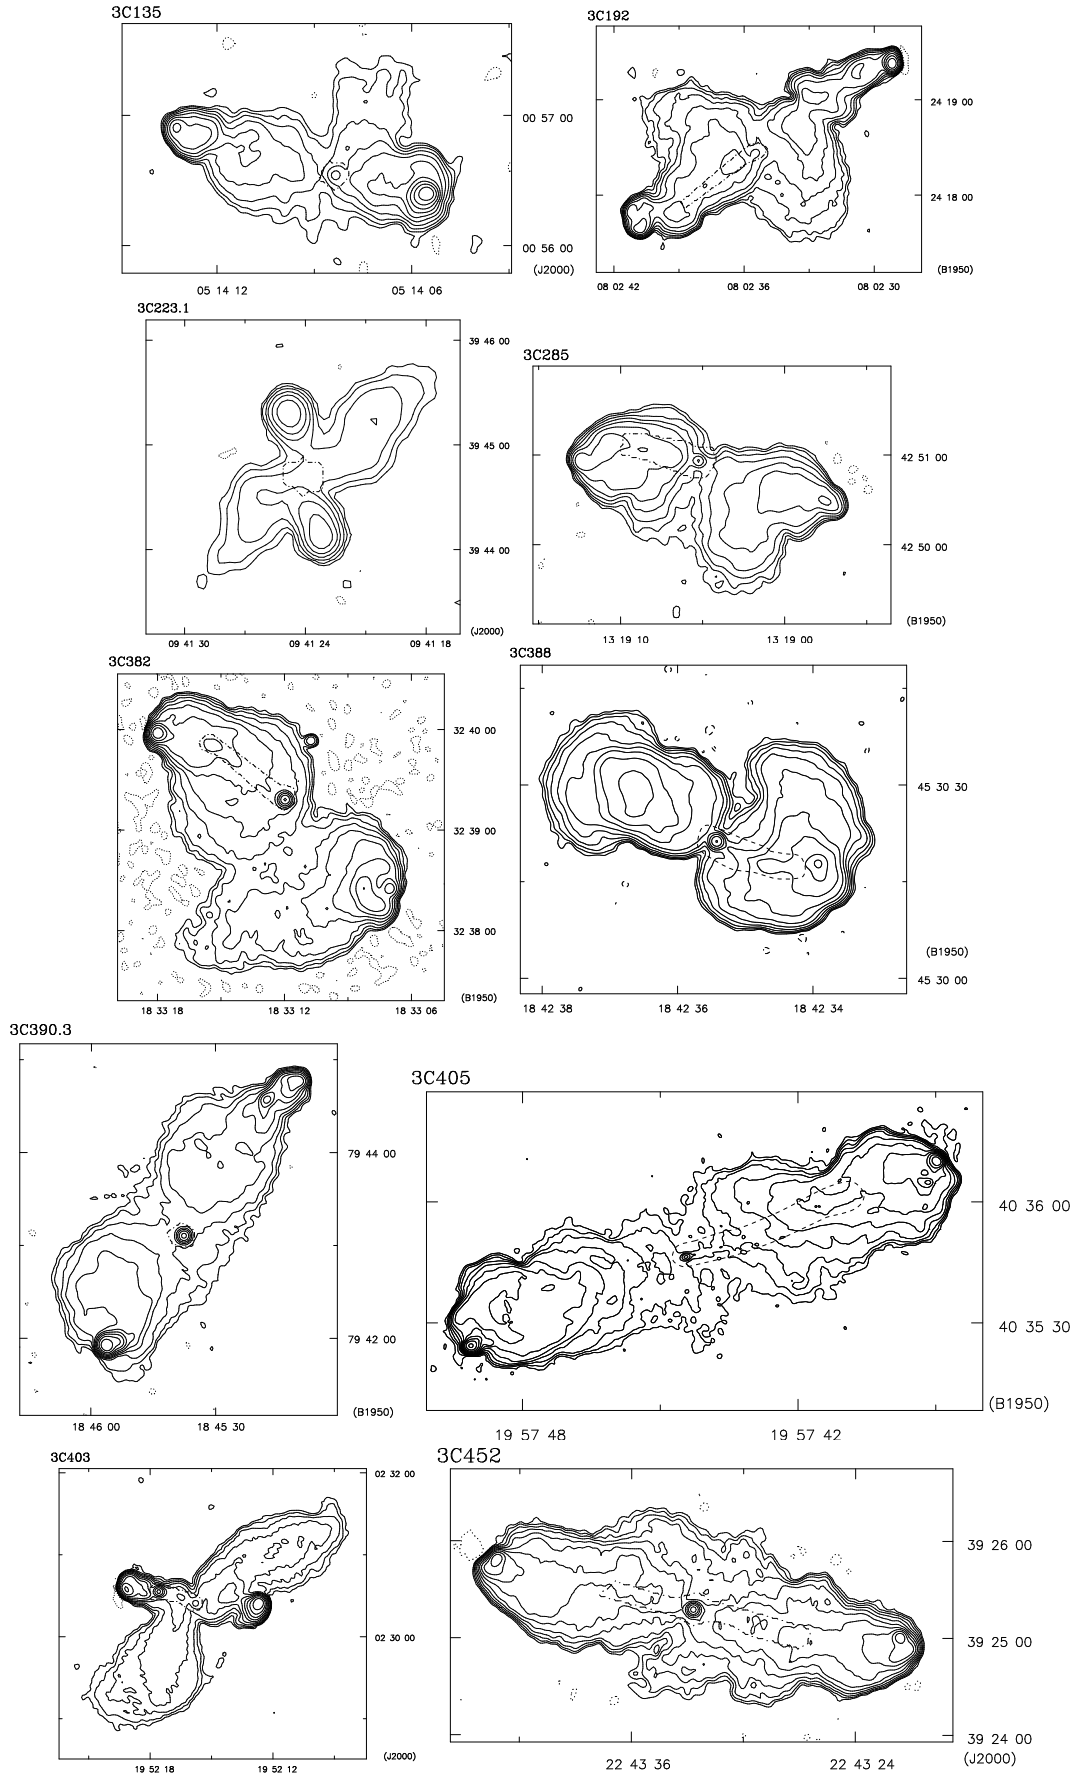 3C135
00 57 00
00 56 00
(J2000)
05 14 12
05 14 06
3C192
24 19 00
24 18 00
(B1950)
08 02 42
08 02 36
08 02 30
3C223.1
39 46 00
39 45 00
39 44 00
(J2000)
09 41 30
09 41 24
09 41 18
3C285
42 51 00
42 50 00
(B1950)
13 19 10
13 19 00
3C382
32 40 00
32 39 00
32 38 00
(B1950)
18 33 18
18 33 12
18 33 06
3C388
45 30 30
(B1950)
45 30 00
18 42 38
18 42 36
18 42 34
3C390.3
79 44 00
79 42 00
(B1950)
18 46 00
18 45 30
3C405
40 36 00
40 35 30
(B1950)
19 57 48
19 57 42
3C403
02 32 00
02 30 00
(J2000)
19 52 18
19 52 12
3C452
39 26 00
39 25 00
39 24 00
(J2000)
22 43 36
22 43 24